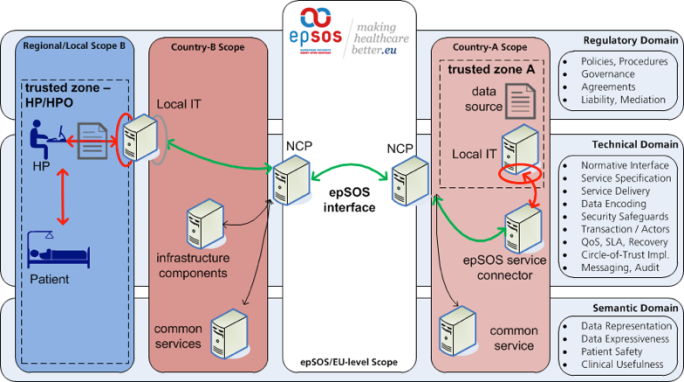 Regional/Local Scope B
Country-B Scope
epsos
making
healthcare
better.eu
Country-A Scope
Regulatory Domain
• Policies, Procedures
• Governance
• Agreements
• Liability, Mediation
trusted zone –
HP/HPO
HP
Patient
Local IT
infrastructure
components
common
services
NCP
epSOS
interface
NCP
epSOS/EU-level Scope
trusted zone A
data
source
Local IT
epSOS service
connector
common
service
Technical Domain
• Normative Interface
• Service Specification
• Service Delivery
• Data Encoding
• Security Safeguards
• Transaction / Actors
• QoS, SLA, Recovery
• Circle-of-Trust Impl.
• Messaging, Audit
Semantic Domain
• Data Representation
• Data Expressiveness
• Patient Safety
• Clinical Usefulness